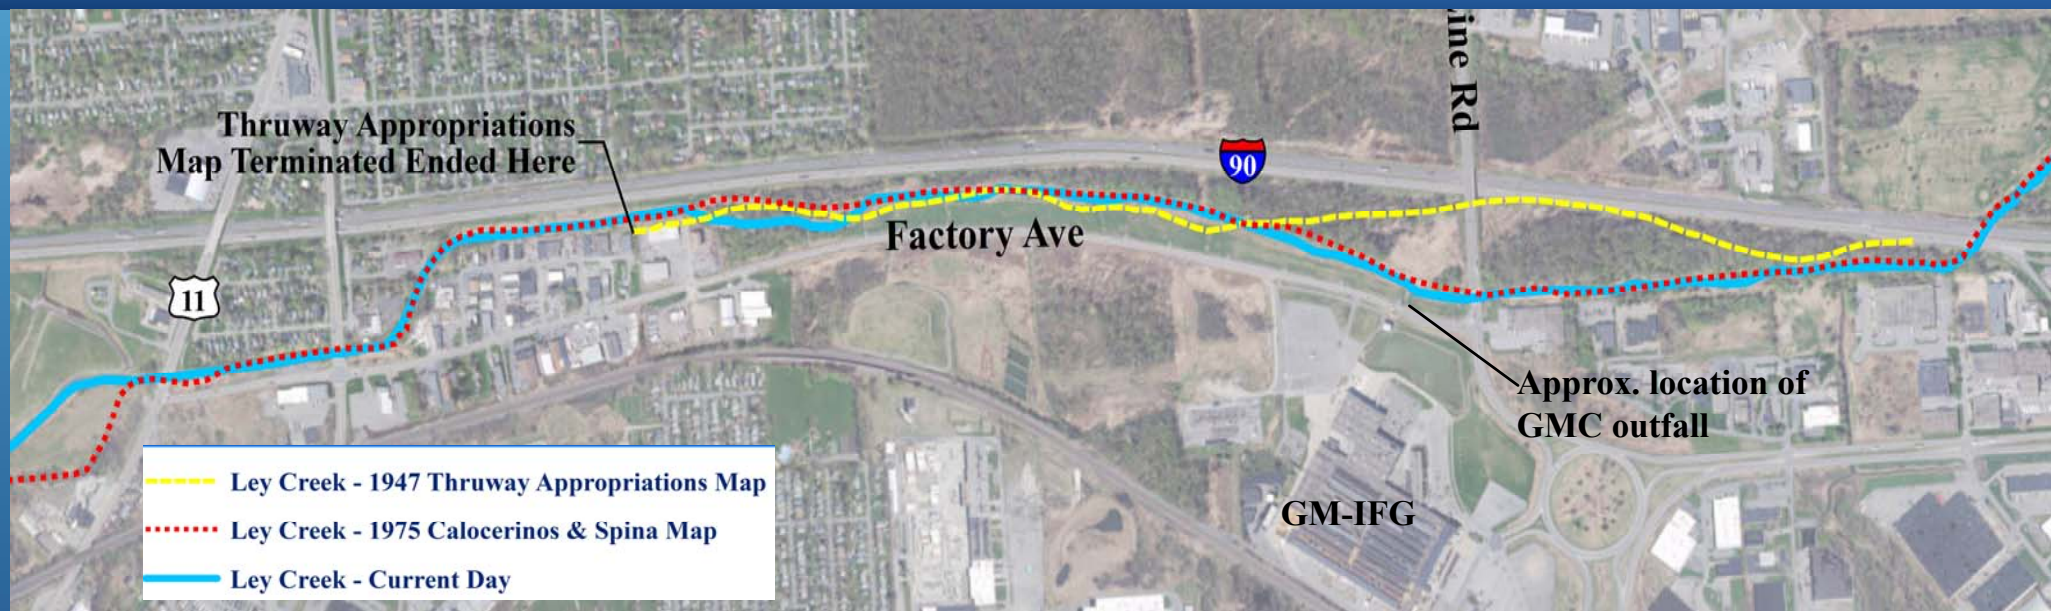 ine Rd
Thruway Appropriations
Map Terminated Ended Here
90
Factory Ave
11
Approx. location of
GMC outfall
GM-IFG
Ley Creek - 1947 Thruway Appropriations Map
Ley Creek - 1975 Calocerinos & Spina Map
Ley Creek - Current Day